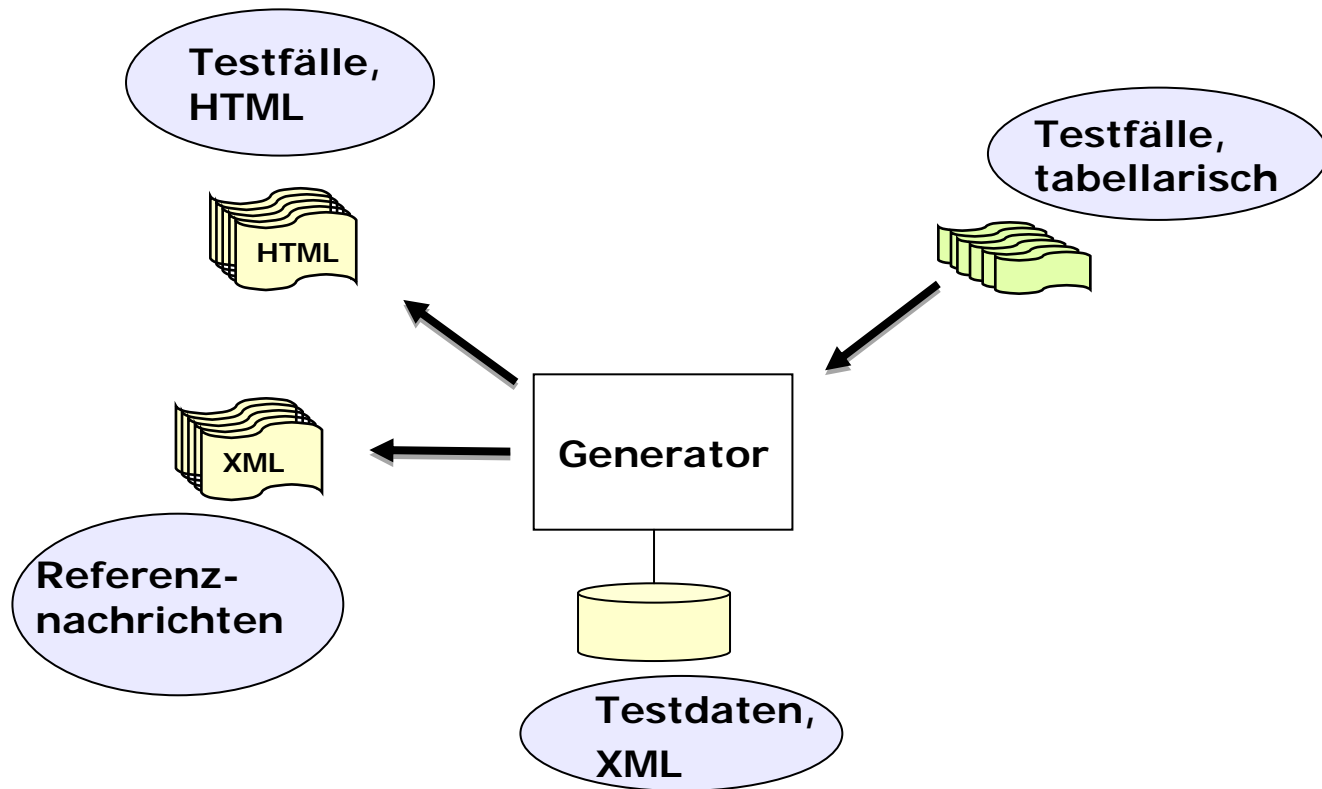 Testfälle,
HTML
Testfälle,
tabellarisch
HTML
Generator
XML
Referenz-
nachrichten
Testdaten,
XML